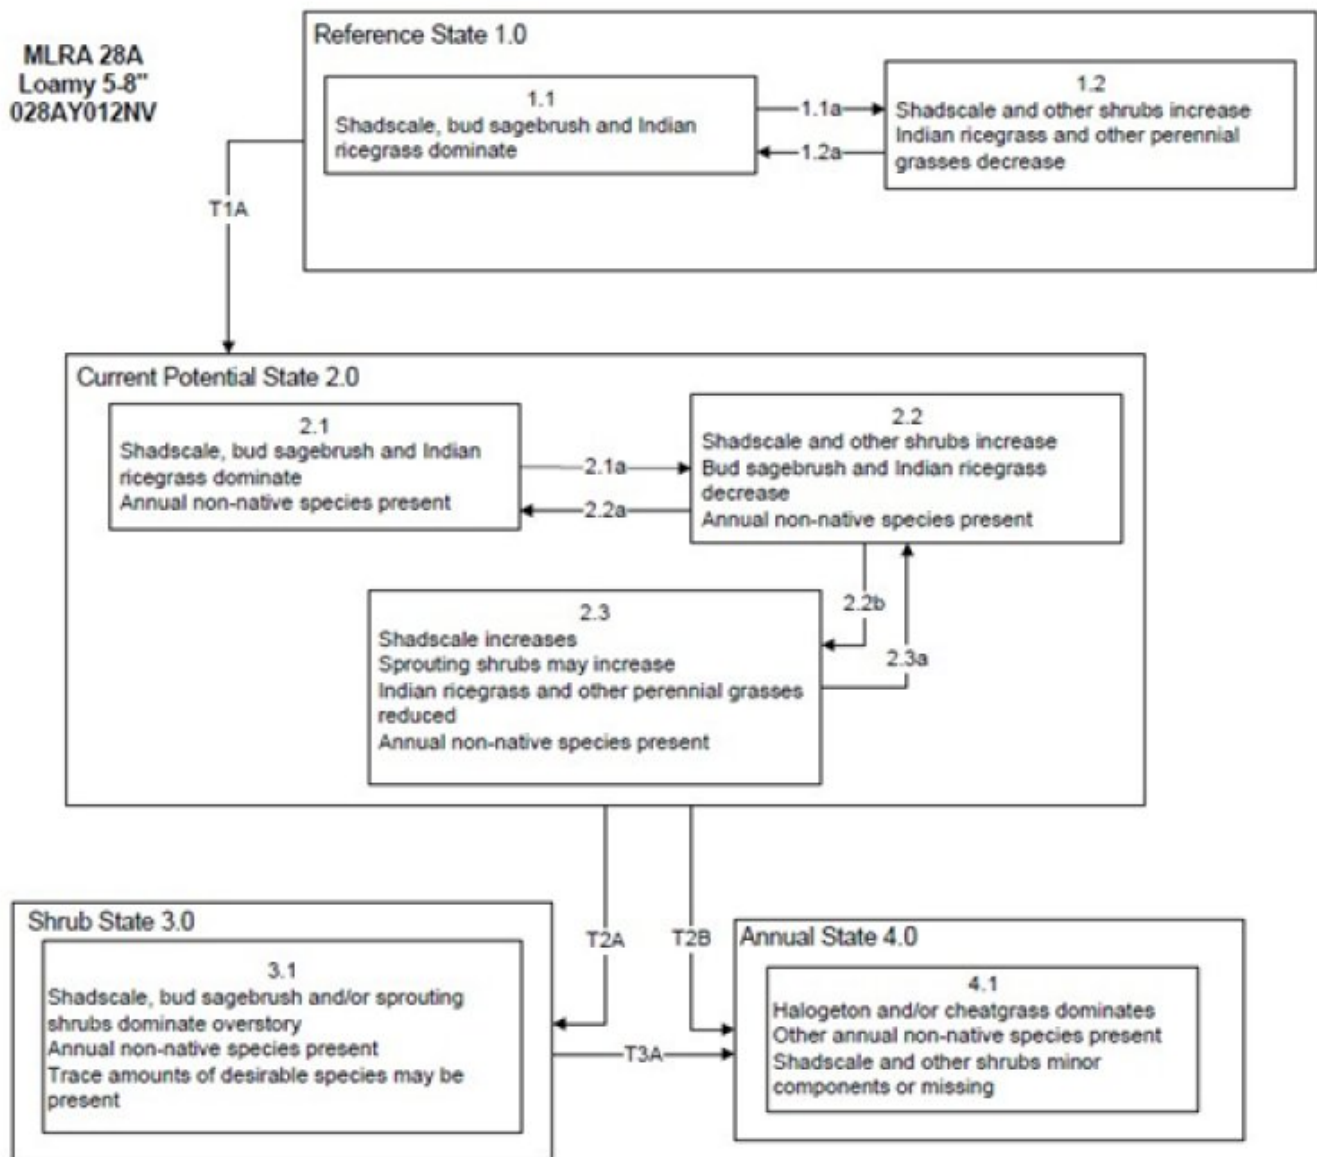 MLRA 28A
Loamy 5-8"
028AY012NV
Reference State 1.0
1.1
Shadscale, bud sagebrush and Indian
ricegrass dominate
1.1a
1.2a
1.2
Shadscale and other shrubs increase
Indian ricegrass and other perennial
grasses decrease
T1A
Current Potential State 2.0
2.1
Shadscale, bud sagebrush and Indian
ricegrass dominate
Annual non-native species present
2.1a
2.2a
2.2
Shadscale and other shrubs increase
Bud sagebrush and Indian ricegrass
decrease
Annual non-native species present
2.2b
2.3a
2.3
Shadscale increases
Sprouting shrubs may increase
Indian ricegrass and other perennial grasses
reduced
Annual non-native species present
T2A
T2B
Shrub State 3.0
3.1
Shadscale, bud sagebrush and/or sprouting
shrubs dominate overstory
Annual non-native species present
Trace amounts of desirable species may be
present
T3A
Annual State 4.0
4.1
Halogeton and/or cheatgrass dominates
Other annual non-native species present
Shadscale and other shrubs minor
components or missing